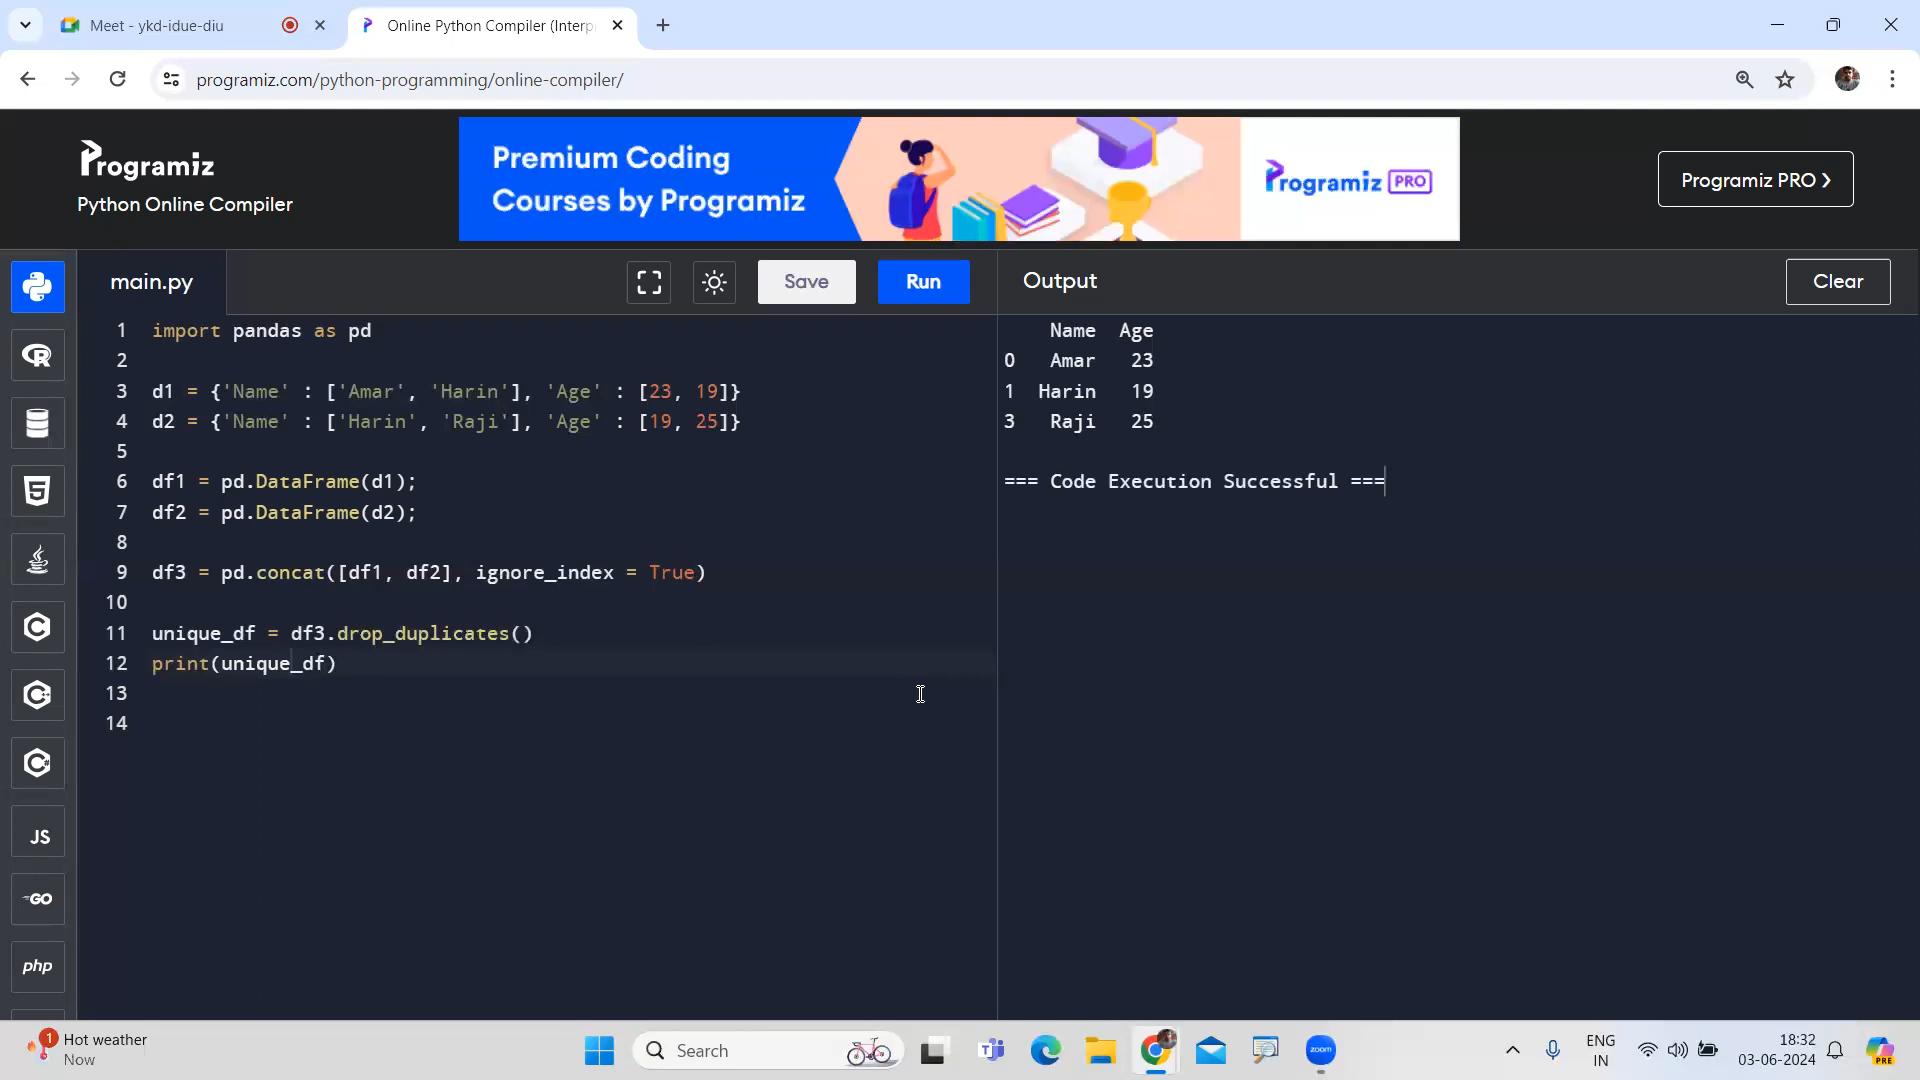 Meet - ykd-idue-diu
Online Python Compiler (Interp
programiz.com/python-programming/online-compiler/
Programiz
Python Online Compiler
Premium Coding
Courses by Programiz
Programiz PRO
Programiz PRO ❯
main.py
Save
Run
Output
Clear
1 import pandas as pd
2
3 d1 = {'Name' : ['Amar', 'Harin'], 'Age' : [23, 19]}
4 d2 = {'Name' : ['Harin', 'Raji'], 'Age' : [19, 25]}
5
6 df1 = pd.DataFrame(d1);
7 df2 = pd.DataFrame(d2);
8
9 df3 = pd.concat([df1, df2], ignore_index = True)
10
11 unique_df = df3.drop_duplicates()
12 print(unique_df)
13
14
Name Age
0 Amar 23
1 Harin 19
3 Raji 25
=== Code Execution Successful ===
R
5
C
C++
C#
JS
GO
php
1
Hot weather
Now
Search
zoom
ENG
IN
18:32
03-06-2024
PRE